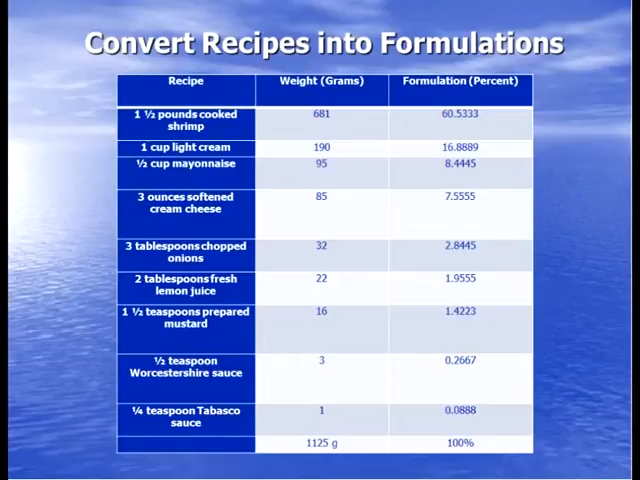 Convert Recipes into Formulations
Recipe Weight (Grams) Formulation (Percent)
1 ½ pounds cooked shrimp 681 60.5333
1 cup light cream 190 16.8889
½ cup mayonnaise 95 8.4445
3 ounces softened cream cheese 85 7.5555
3 tablespoons chopped onions 32 2.8445
2 tablespoons fresh lemon juice 22 1.9555
1 ½ teaspoons prepared mustard 16 1.4223
½ teaspoon Worcestershire sauce 3 0.2667
¼ teaspoon Tabasco sauce 1 0.0888
1125 g 100%